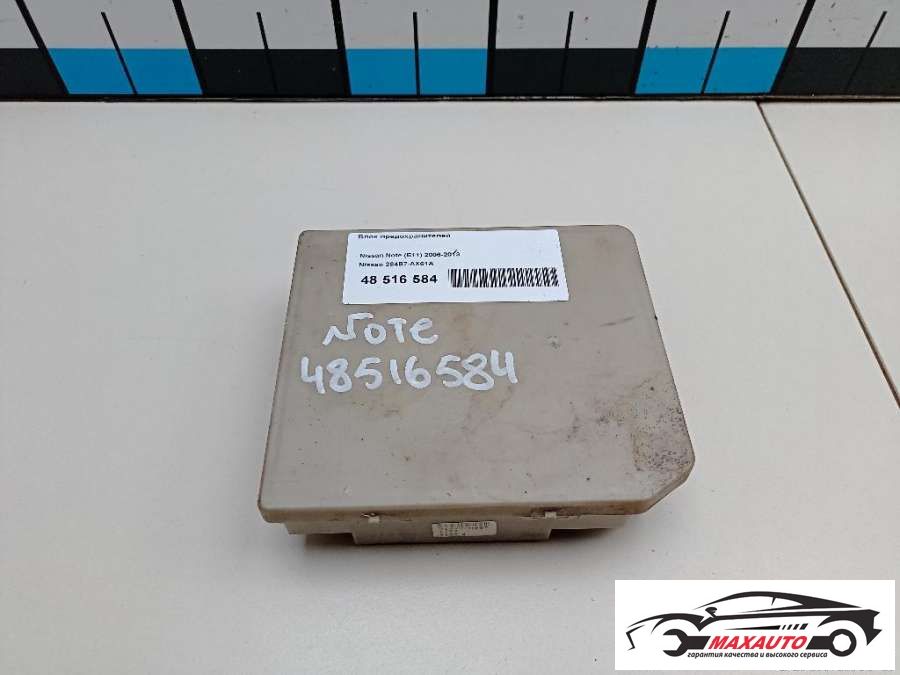 Блок предохранителей
Nissan Note (E11) 2006-2013
Nissan 284B7-AX61A
48 516 584
NOTE
48516584
MAXAUTO
гарантия качества и высокого сервиса